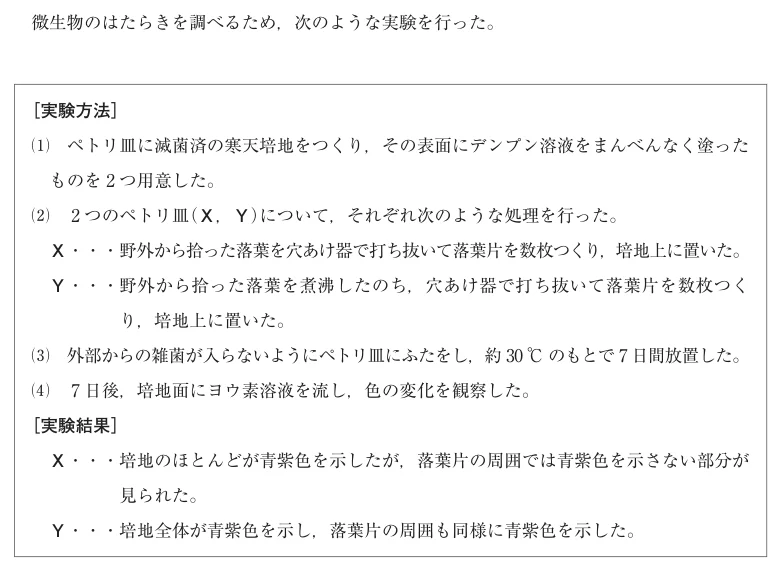 微生物のはたらきを調べるため，次のような実験を行った。
［実験方法］
⑴　ペトリ皿に滅菌済の寒天培地をつくり，その表面にデンプン溶液をまんべんなく塗った
ものを２つ用意した。
⑵　２つのペトリ皿(X，Y)について，それぞれ次のような処理を行った。
X・・・野外から拾った落葉を穴あけ器で打ち抜いて落葉片を数枚つくり，培地上に置いた。
Y・・・野外から拾った落葉を煮沸したのち，穴あけ器で打ち抜いて落葉片を数枚つく
り，培地上に置いた。
⑶　外部からの雑菌が入らないようにペトリ皿にふたをし，約30℃のもとで７日間放置した。
⑷　７日後，培地面にヨウ素溶液を流し，色の変化を観察した。
［実験結果］
X・・・培地のほとんどが青紫色を示したが，落葉片の周囲では青紫色を示さない部分が
見られた。
Y・・・培地全体が青紫色を示し，落葉片の周囲も同様に青紫色を示した。